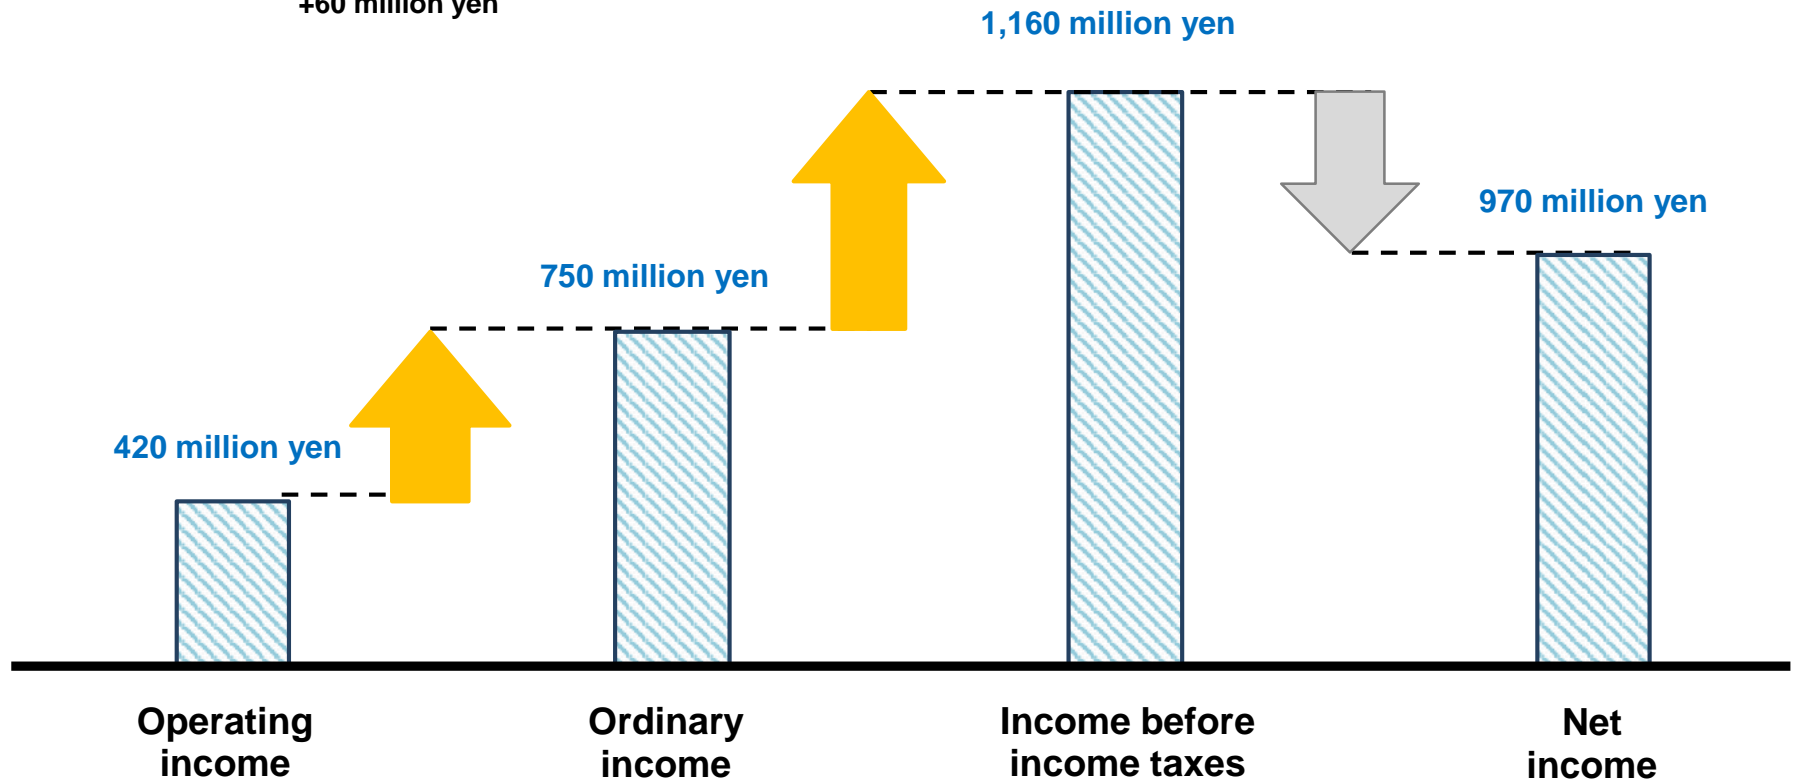 +60 million yen
1,160 million yen
970 million yen
750 million yen
420 million yen
Operating
income
Ordinary
income
Income before
income taxes
Net
income